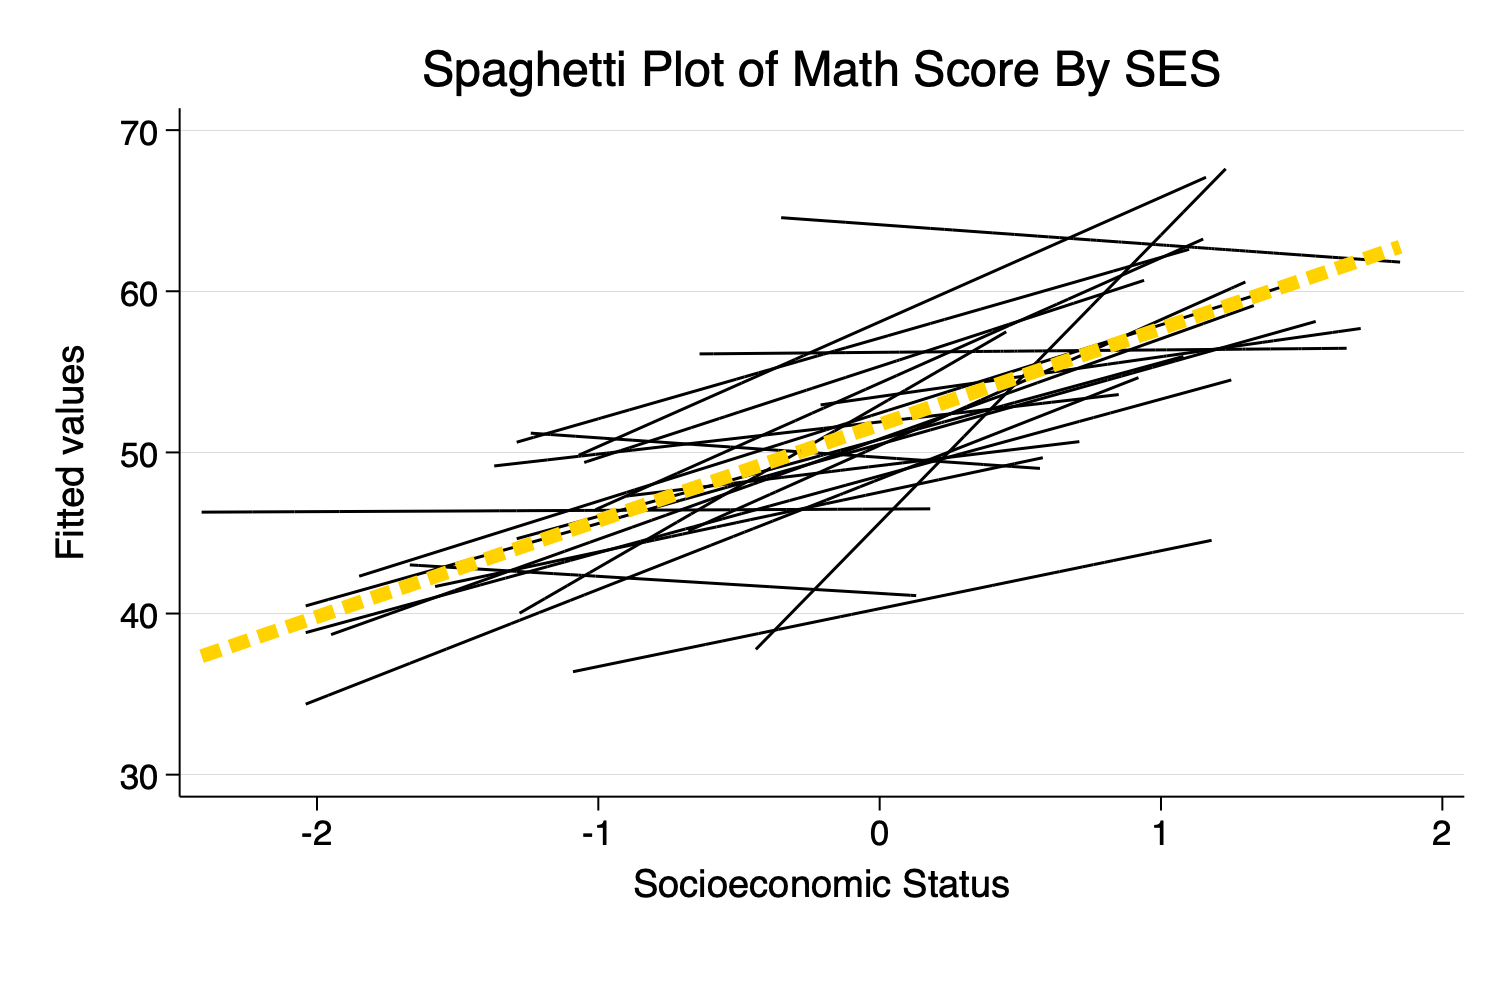 Spaghetti Plot of Math Score By SES
70
60
50
40
30
Fitted values
-2 -1 0 1 2
Socioeconomic Status